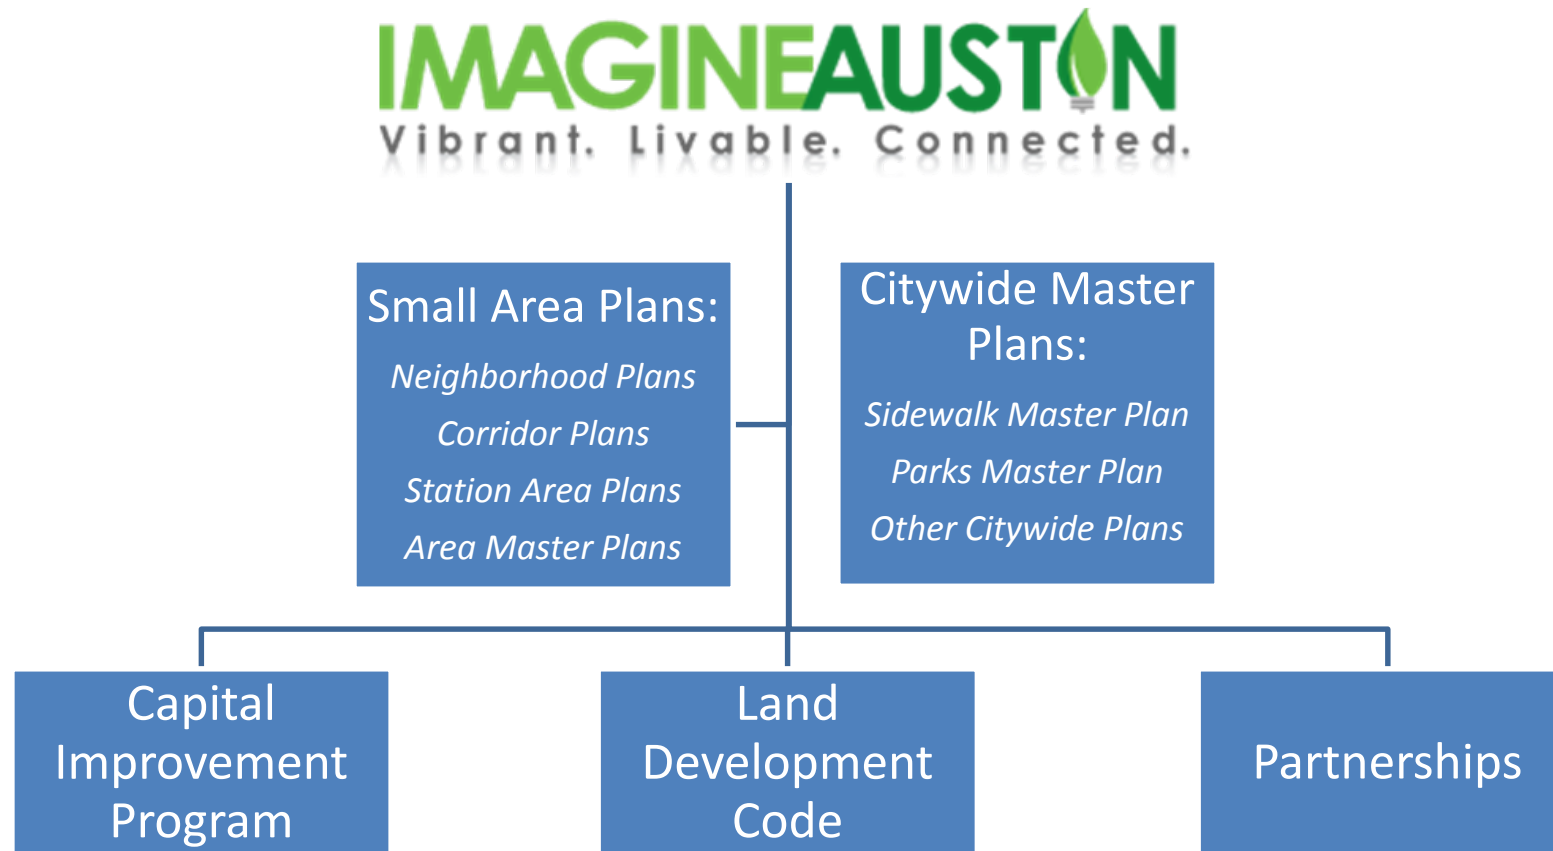 IMAGINEAUSTIN
Vibrant. Livable. Connected.
Small Area Plans:
Neighborhood Plans
Corridor Plans
Station Area Plans
Area Master Plans
Citywide Master
Plans:
Sidewalk Master Plan
Parks Master Plan
Other Citywide Plans
Capital
Improvement
Program
Land
Development
Code
Partnerships